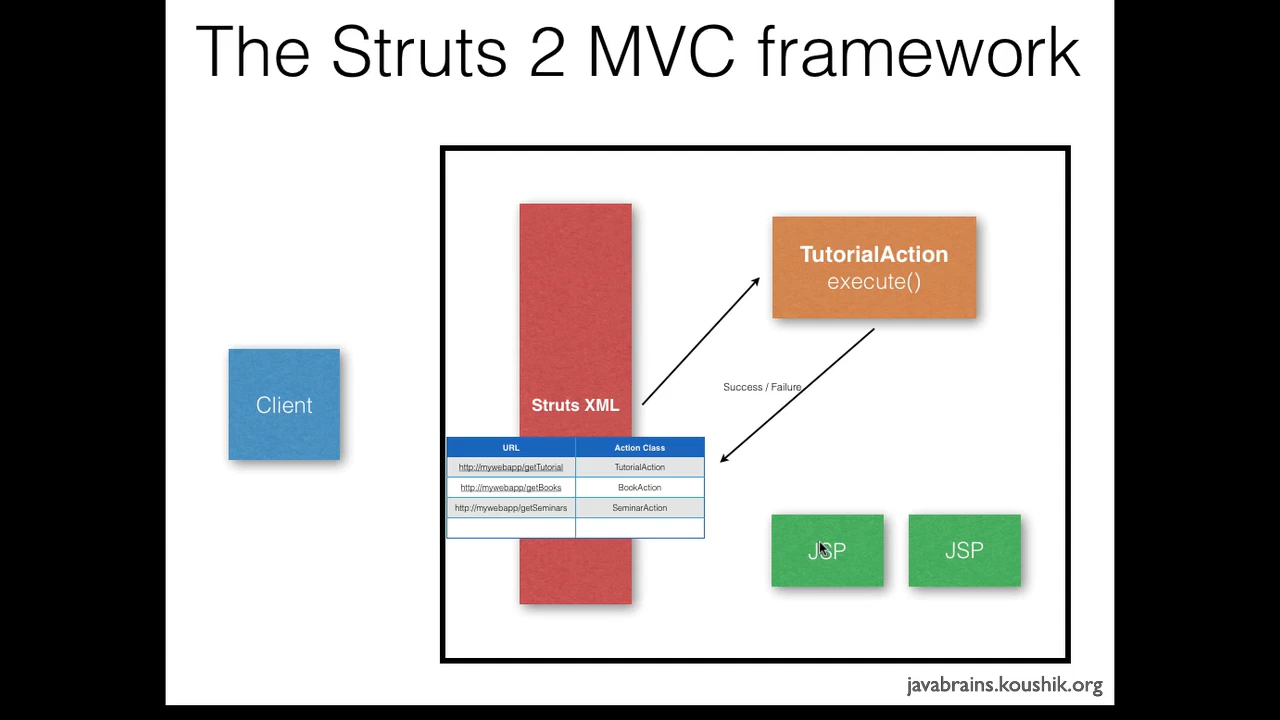 The Struts 2 MVC framework
TutorialAction
execute()
Success / Failure
Client
Struts XML
URL Action Class
http://mywebapp/getTutorial TutorialAction
http://mywebapp/getBooks BookAction
http://mywebapp/getSeminars SeminarAction
JSP JSP
javabrains.koushik.org